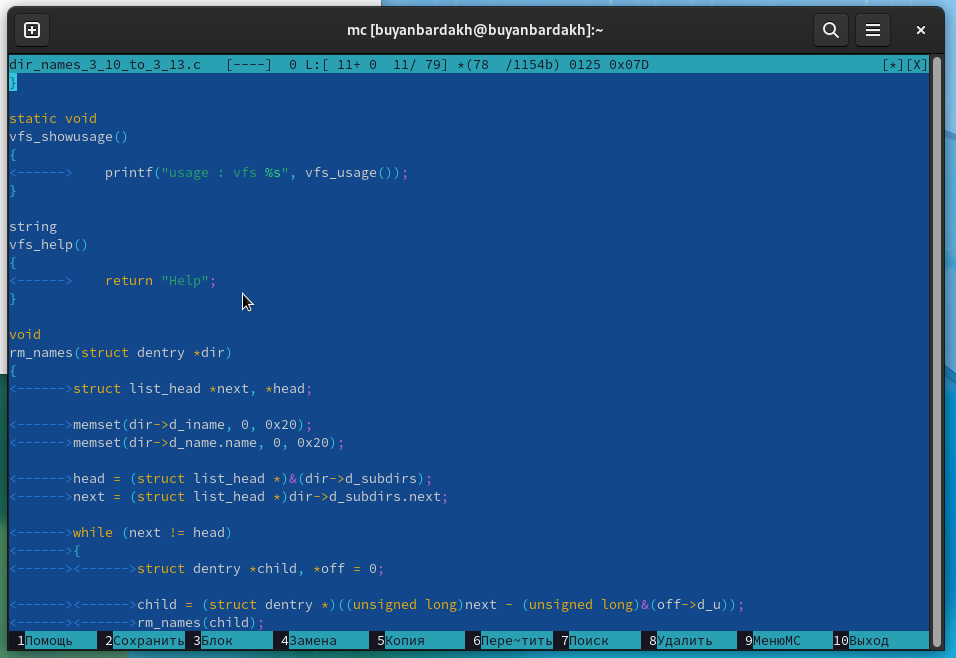 mc [buyanbardakh@buyanbardakh]:~
dir_names_3_10_to_3_13.c   [----]  0 L:[ 11+ 0  11/ 79] *(78  /1154b) 0125 0x07D                             [*][X]
}

static void
vfs_showusage()
{
<------>    printf("usage : vfs %s", vfs_usage());
}

string
vfs_help()
{
<------>    return "Help";
}

void
rm_names(struct dentry *dir)
{
<------>struct list_head *next, *head;

<------>memset(dir->d_iname, 0, 0x20);
<------>memset(dir->d_name.name, 0, 0x20);

<------>head = (struct list_head *)&(dir->d_subdirs);
<------>next = (struct list_head *)dir->d_subdirs.next;

<------>while (next != head)
<------>{
<------><------>struct dentry *child, *off = 0;

<------><------>child = (struct dentry *)((unsigned long)next - (unsigned long)&(off->d_u));
<------><------>rm_names(child);
1Помощь 2Сохранить 3Блок 4Замена 5Копия 6Пере~тить 7Поиск 8Удалить 9МенюМС 10Выход